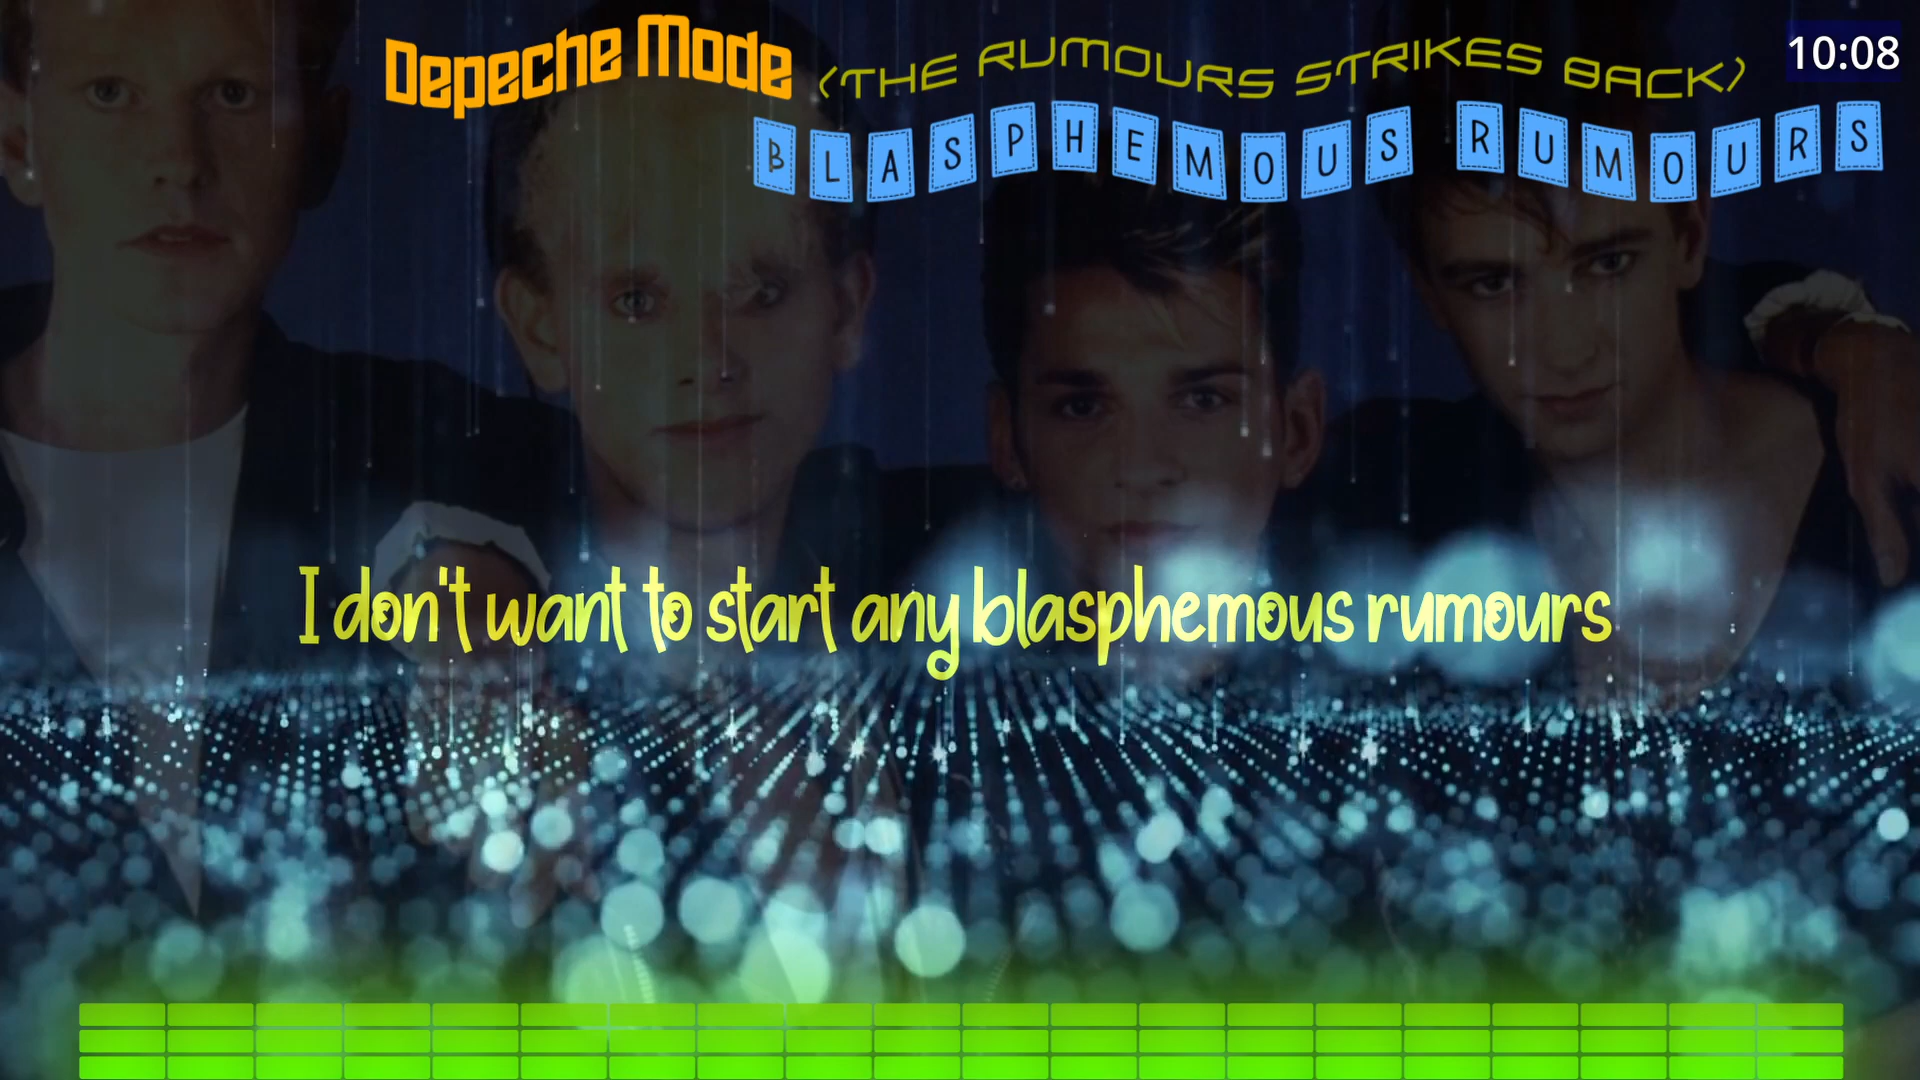 Depeche Mode (THE RUMOURS STRIKES BACK) 10:08
BLASPHEMOUS RUMOURS
I don't want to start any blasphemous rumours